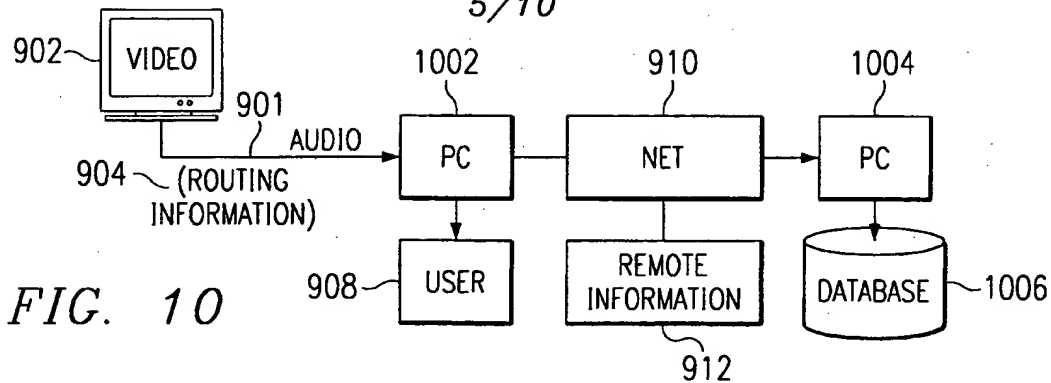 5/10
902
VIDEO
901
AUDIO
904
(ROUTING
INFORMATION)
1002
PC
910
NET
1004
PC
908
USER
REMOTE
INFORMATION
912
DATABASE
1006
FIG. 10